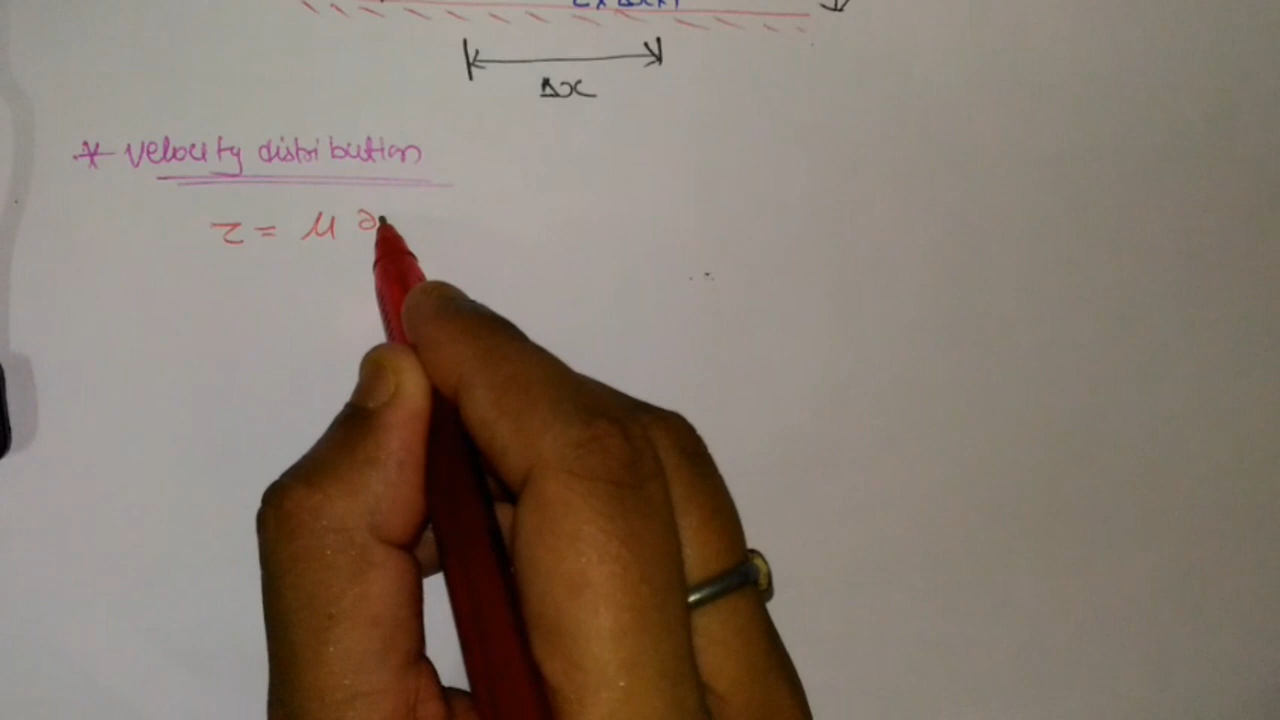 Δx
* velocity distribution
τ = μ ∂